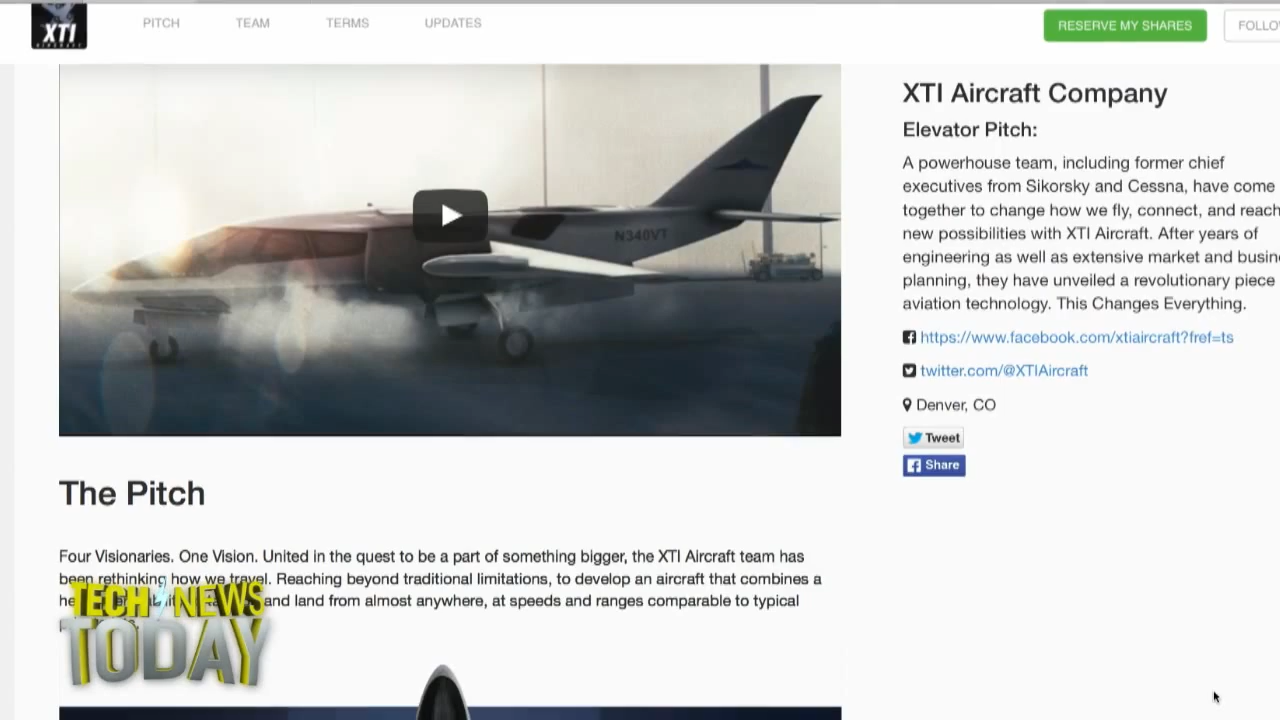 XTI
AIRCRAFT
PITCH TEAM TERMS UPDATES
RESERVE MY SHARES
FOLLO
N340VT
XTI Aircraft Company
Elevator Pitch:
A powerhouse team, including former chief
executives from Sikorsky and Cessna, have come
together to change how we fly, connect, and reach
new possibilities with XTI Aircraft. After years of
engineering as well as extensive market and busin
planning, they have unveiled a revolutionary piece
aviation technology. This Changes Everything.
https://www.facebook.com/xtiaircraft?fref=ts
twitter.com/@XTIAircraft
Denver, CO
Tweet
Share
The Pitch
Four Visionaries. One Vision. United in the quest to be a part of something bigger, the XTI Aircraft team has
been rethinking how we travel. Reaching beyond traditional limitations, to develop an aircraft that combines a
and land from almost anywhere, at speeds and ranges comparable to typical
TECH NEWS
TODAY